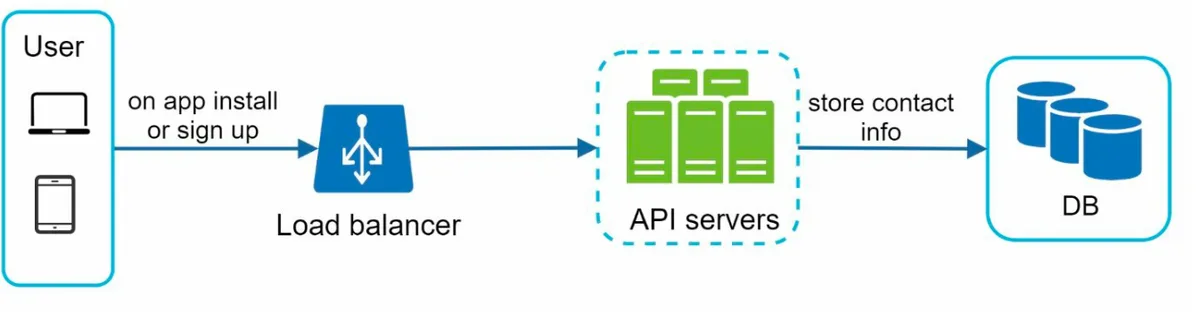 User
on app install
or sign up
Load balancer
API servers
store contact
info
DB